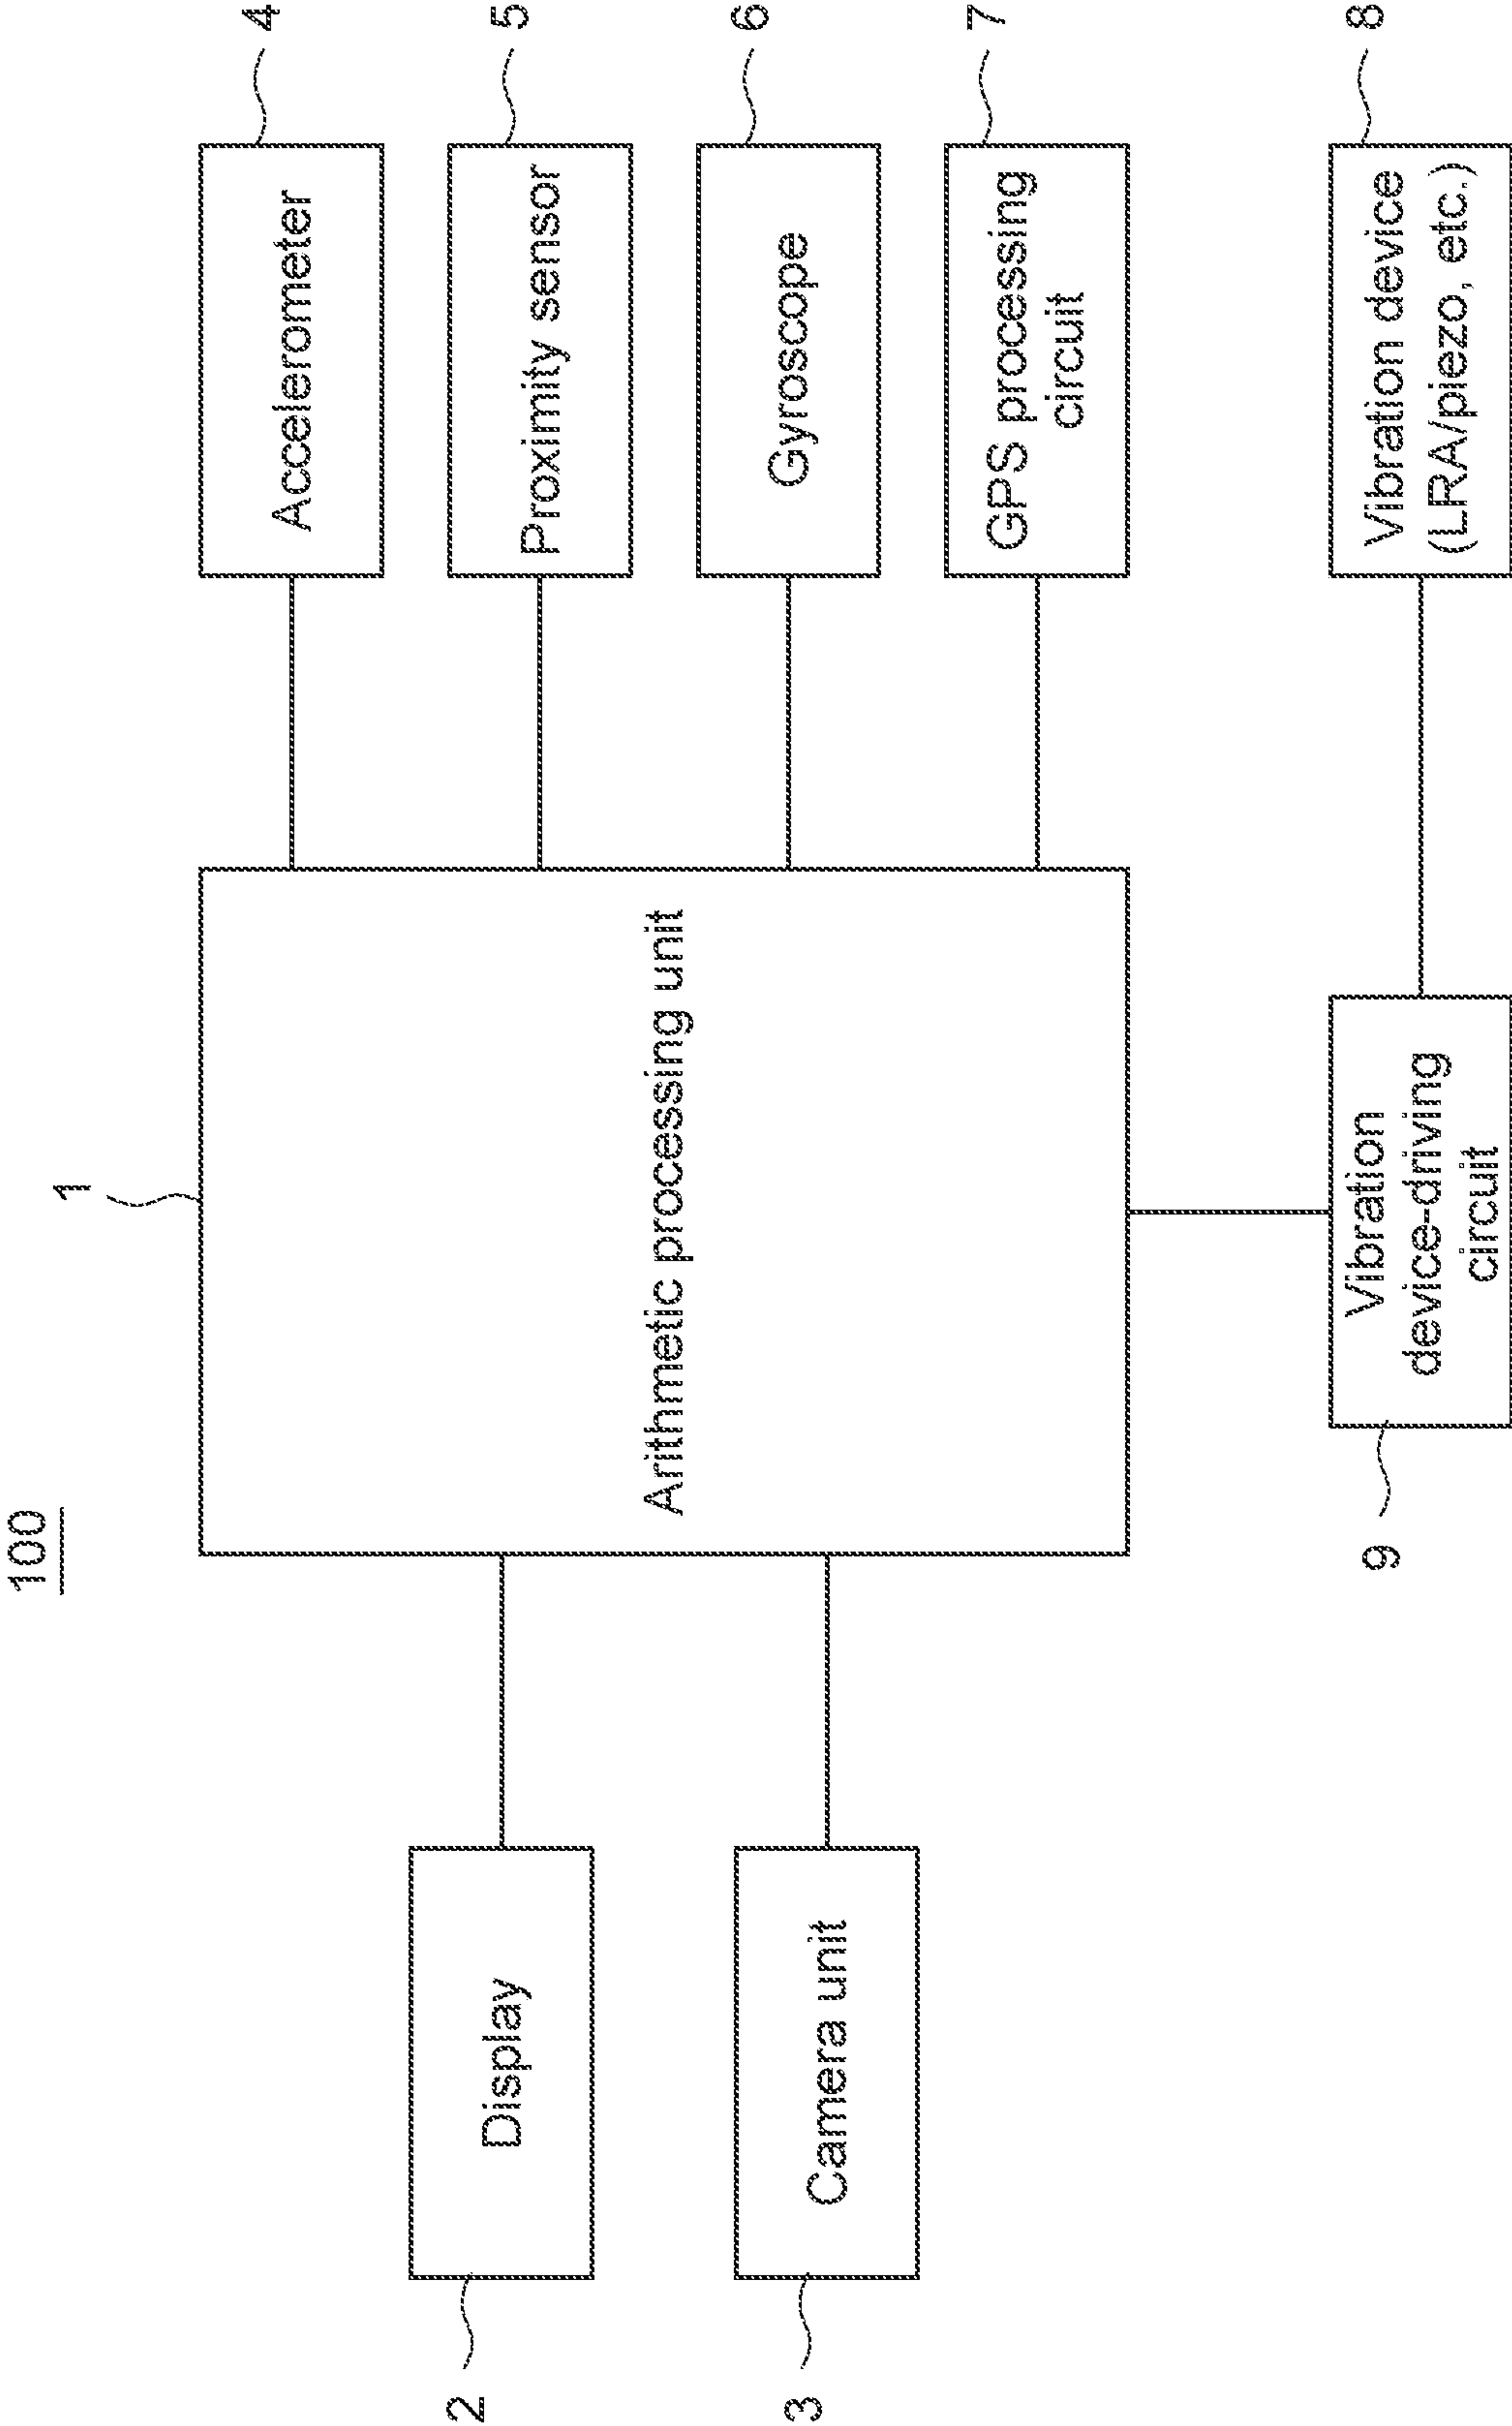 100
1
Arithmetic processing unit
2
Display
3
Camera unit
4
Accelerometer
5
Proximity sensor
6
Gyroscope
7
GPS processing
circuit
8
Vibration device
(LRA/piezo, etc.)
9
Vibration
device-driving
circuit